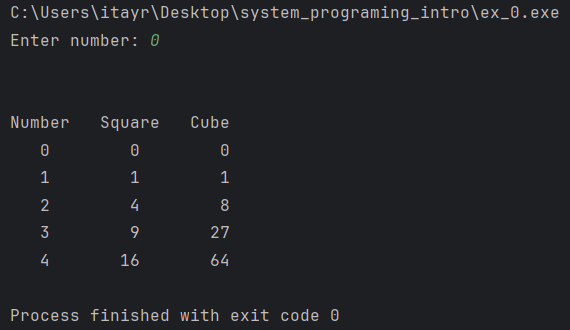 C:\Users\itayr\Desktop\system_programing_intro\ex_0.exe
Enter number: 0
Number   Square   Cube
   0        0        0
   1        1        1
   2        4        8
   3        9       27
   4       16       64
Process finished with exit code 0